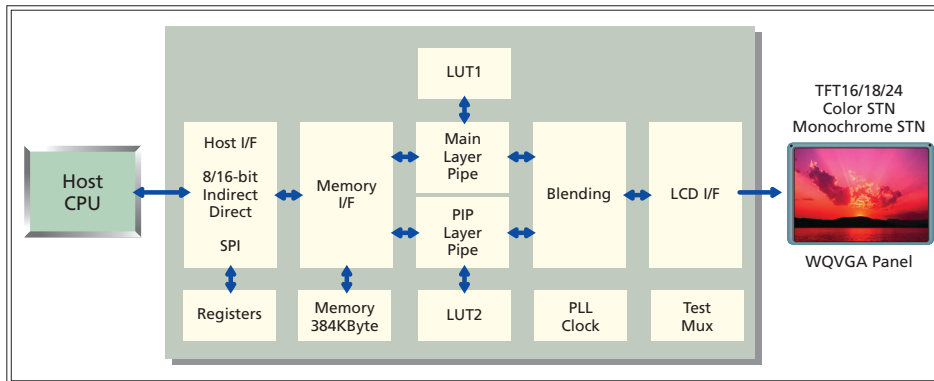 LUT1
TFT16/18/24
Color STN
Monochrome STN
Host
CPU
Host I/F
8/16-bit
Indirect
Direct
SPI
Memory
I/F
Main
Layer
Pipe
PIP
Layer
Pipe
Blending
LCD I/F
WQVGA Panel
Registers
Memory
384KByte
LUT2
PLL
Clock
Test
Mux